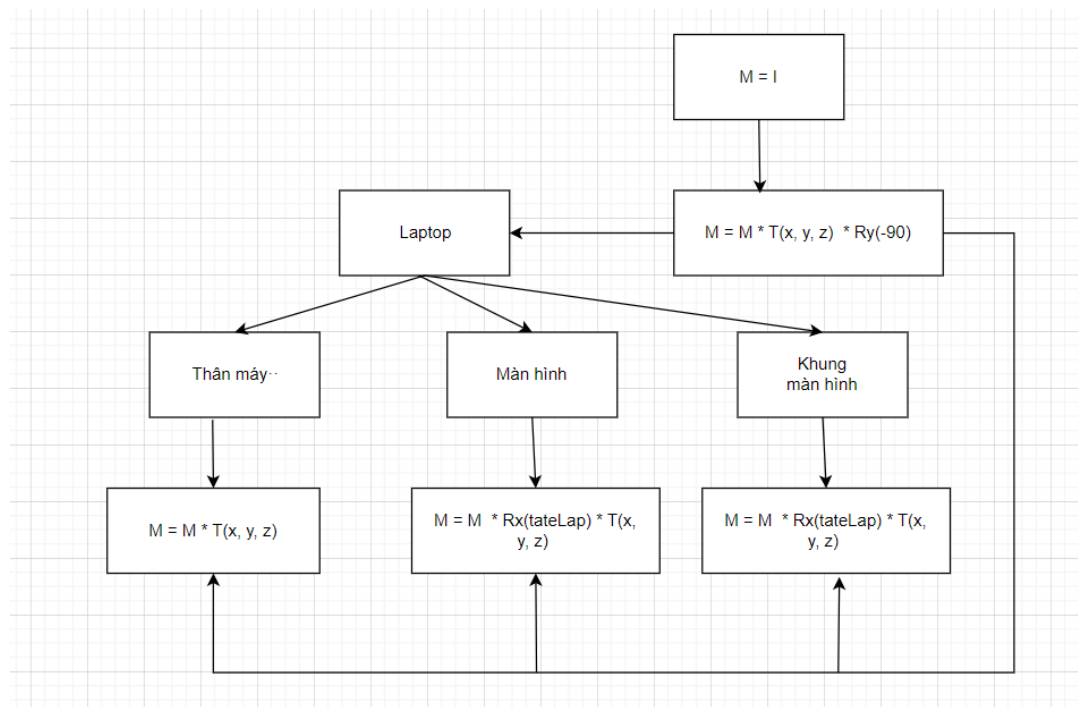 M = I
M = M * T(x, y, z) * Ry(-90)
Laptop
Thân máy··
Màn hình
Khung
màn hình
M = M * T(x, y, z)
M = M * Rx(tateLap) * T(x,
y, z)
M = M * Rx(tateLap) * T(x,
y, z)